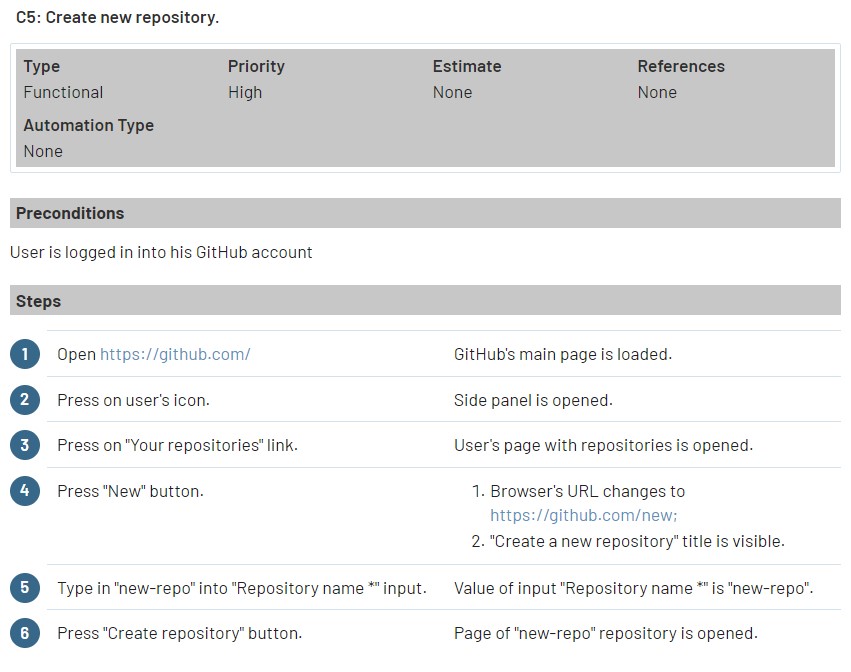 C5: Create new repository.
Type Priority Estimate References
Functional High None None
Automation Type
None
Preconditions
User is logged in into his GitHub account
Steps
1 Open https://github.com/ GitHub's main page is loaded.
2 Press on user's icon. Side panel is opened.
3 Press on "Your repositories" link. User's page with repositories is opened.
4 Press "New" button. 1. Browser's URL changes to
https://github.com/new;
2. "Create a new repository" title is visible.
5 Type in "new-repo" into "Repository name *" input. Value of input "Repository name *" is "new-repo".
6 Press "Create repository" button. Page of "new-repo" repository is opened.